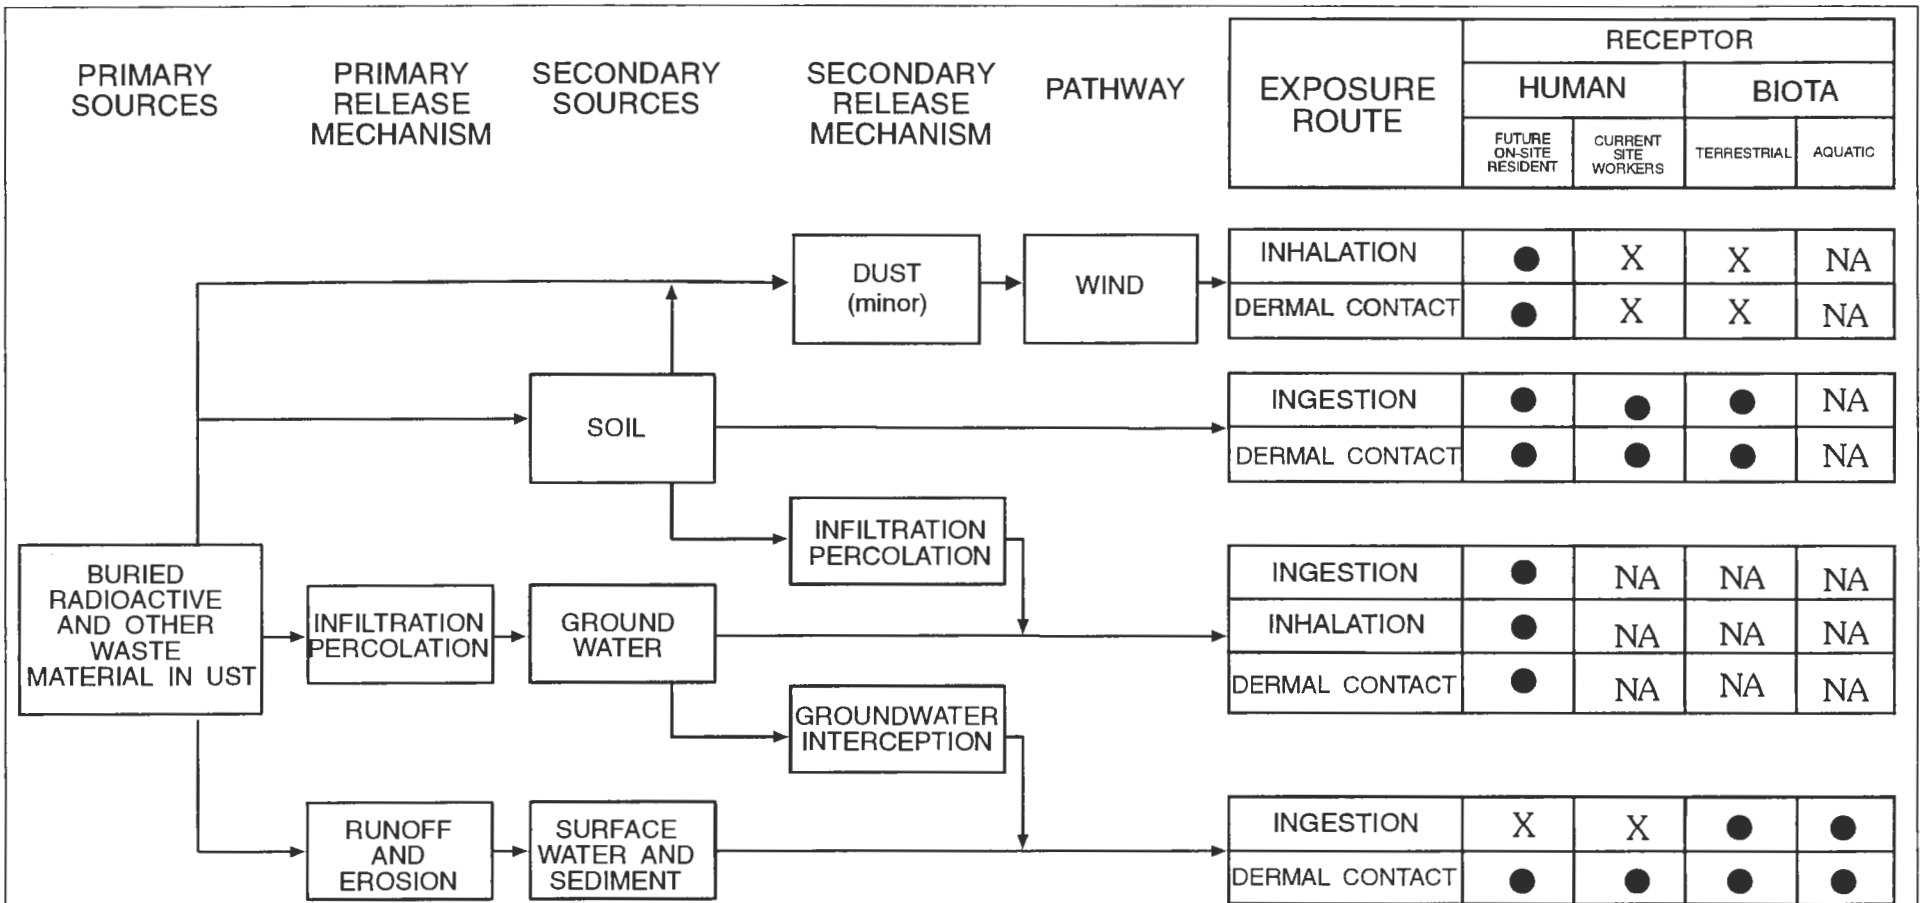 PRIMARY
SOURCES
PRIMARY
RELEASE
MECHANISM
SECONDARY
SOURCES
SECONDARY
RELEASE
MECHANISM
PATHWAY
EXPOSURE
ROUTE
RECEPTOR
HUMAN
BIOTA
FUTURE
ON-SITE
RESIDENT
CURRENT
SITE
WORKERS
TERRESTRIAL
AQUATIC
DUST
(minor)
WIND
INHALATION X X NA
DERMAL CONTACT X X NA
SOIL
INGESTION NA
DERMAL CONTACT NA
INFILTRATION
PERCOLATION
BURIED
RADIOACTIVE
AND OTHER
WASTE
MATERIAL IN UST
INFILTRATION
PERCOLATION
GROUND
WATER
INGESTION NA NA NA
INHALATION NA NA NA
DERMAL CONTACT NA NA NA
GROUNDWATER
INTERCEPTION
RUNOFF
AND
EROSION
SURFACE
WATER AND
SEDIMENT
INGESTION X X
DERMAL CONTACT